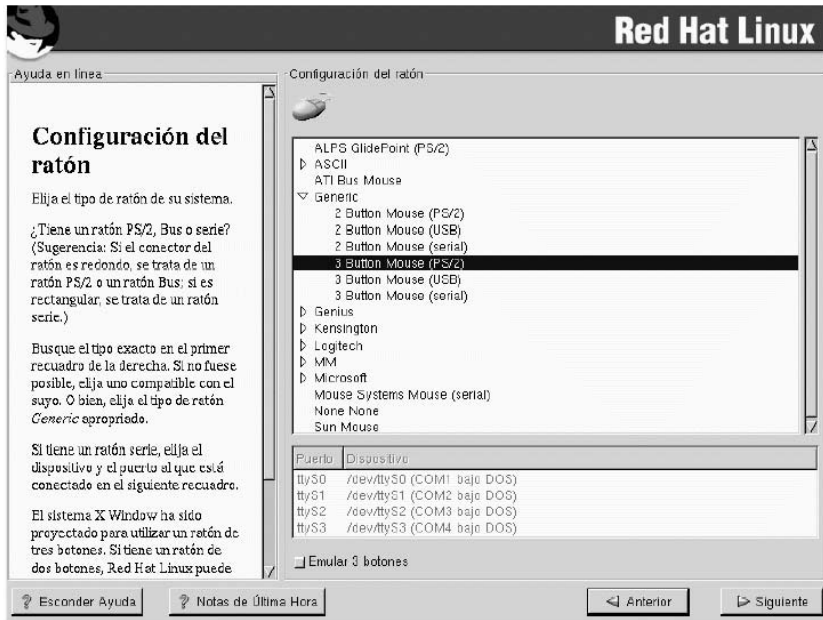 Red Hat Linux
Ayuda en línea
Configuración del
ratón
Elija el tipo de ratón de su sistema.
¿Tiene un ratón PS/2, Bus o serie?
(Sugerencia: Si el conector del
ratón es redondo, se trata de un
ratón PS/2 o un ratón Bus; si es
rectangular, se trata de un ratón
serie.)
Busque el tipo exacto en el primer
recuadro de la derecha. Si no fuese
posible, elija uno compatible con el
suyo. O bien, elija el tipo de ratón
Generic apropriado.
Si tiene un ratón serie, elija el
dispositivo y el puerto al que está
conectado en el siguiente recuadro.
El sistema X Window ha sido
proyectado para utilizar un ratón de
tres botones. Si tiene un ratón de
dos botones, Red Hat Linux puede
Configuración del ratón
ALPS GlidePoint (PS/2)
ASCII
ATI Bus Mouse
Generic
2 Button Mouse (PS/2)
2 Button Mouse (USB)
2 Button Mouse (serial)
3 Button Mouse (PS/2)
3 Button Mouse (USB)
3 Button Mouse (serial)
Genius
Kensington
Logitech
MM
Microsoft
Mouse Systems Mouse (serial)
None None
Sun Mouse
Puerto Dispositivo
ttyS0 /dev/ttyS0 (COM1 bajo DOS)
ttyS1 /dev/ttyS1 (COM2 bajo DOS)
ttyS2 /dev/ttyS2 (COM3 bajo DOS)
ttyS3 /dev/ttyS3 (COM4 bajo DOS)
Emular 3 botones
Esconder Ayuda
Notas de Última Hora
Anterior
Siguiente